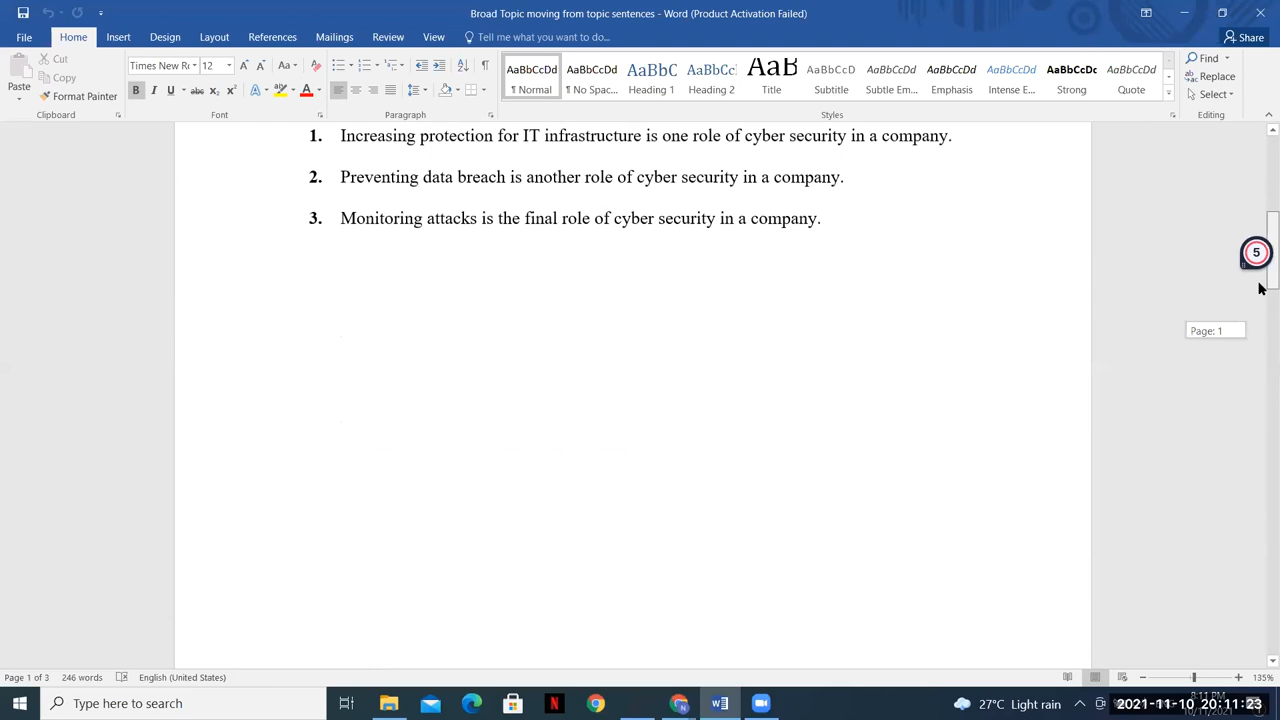 Broad Topic moving from topic sentences - Word (Product Activation Failed)
File Home Insert Design Layout References Mailings Review View Tell me what you want to do... Share
Paste Cut Copy Format Painter
Times New Ro 12 Aa
B I U abc x₂ x² A A
AaBbCcDd AaBbCcDd AaBbC AaBbCc AaB AaBbCcD AaBbCcDd AaBbCcDd AaBbCcDd AaBbCcDc AaBbCcDd
¶ Normal ¶ No Spac... Heading 1 Heading 2 Title Subtitle Subtle Em... Emphasis Intense E... Strong Quote
Find Replace Select
Clipboard Font Paragraph Styles Editing
1. Increasing protection for IT infrastructure is one role of cyber security in a company.
2. Preventing data breach is another role of cyber security in a company.
3. Monitoring attacks is the final role of cyber security in a company.
5
Page: 1
Page 1 of 3 246 words English (United States) 135%
Type here to search N 27°C Light rain 8:11 PM
2021-11-10 20:11:23